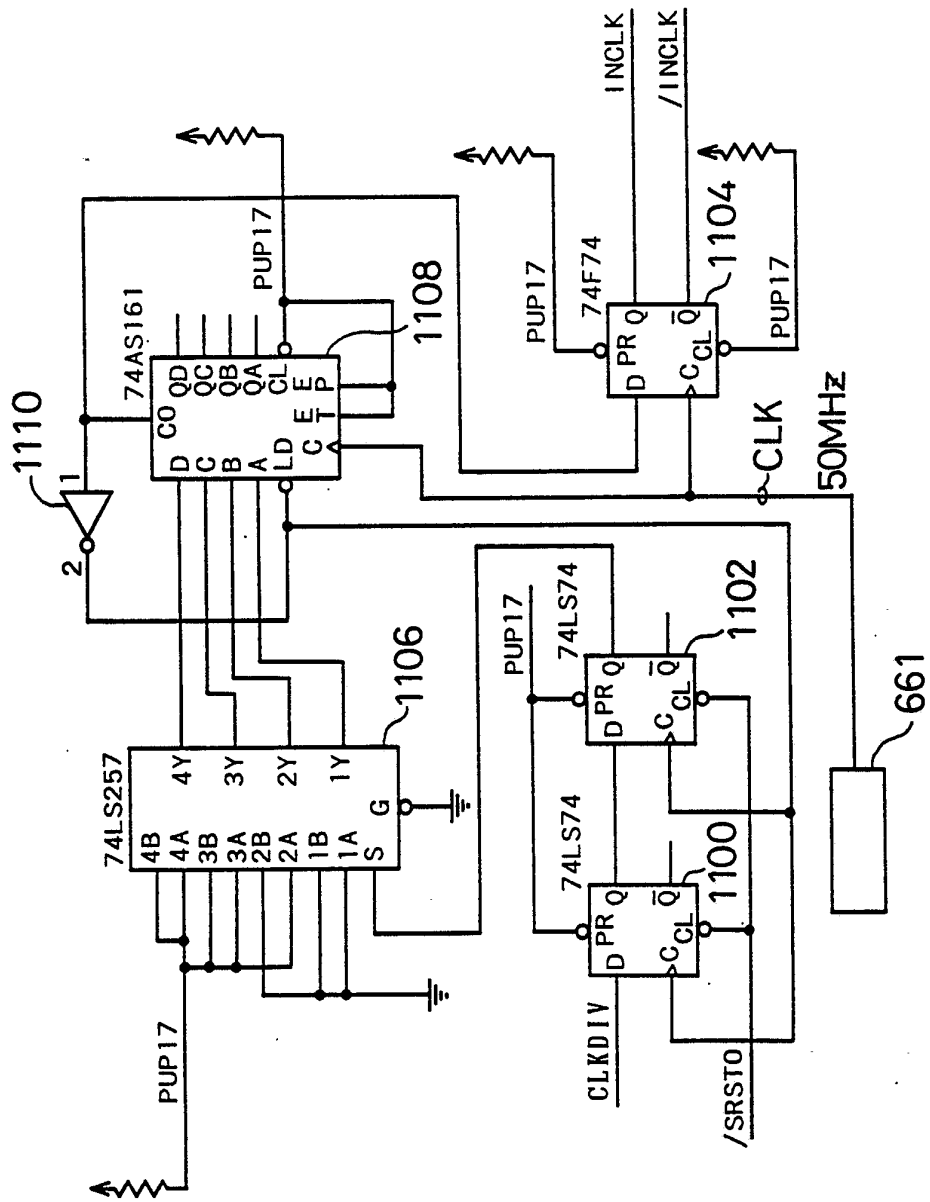 1110
1
2
74AS161
CO
D QD
C QC
B QB
A QA
LD CL
C ET EP
PUP17
1108
74LS257
4B
4A 4Y
3B
3A 3Y
2B
2A 2Y
1B
1A 1Y
S G
1106
PUP17
PUP17
74F74
PR
D Q
C Q̅
CL
INCLK
/INCLK
1104
PUP17
CLK
50MHz
PUP17
74LS74
PR
D Q
C Q̅
CL
1102
74LS74
PR
D Q
C Q̅
CL
1100
CLKDIV
/SRSTO
661